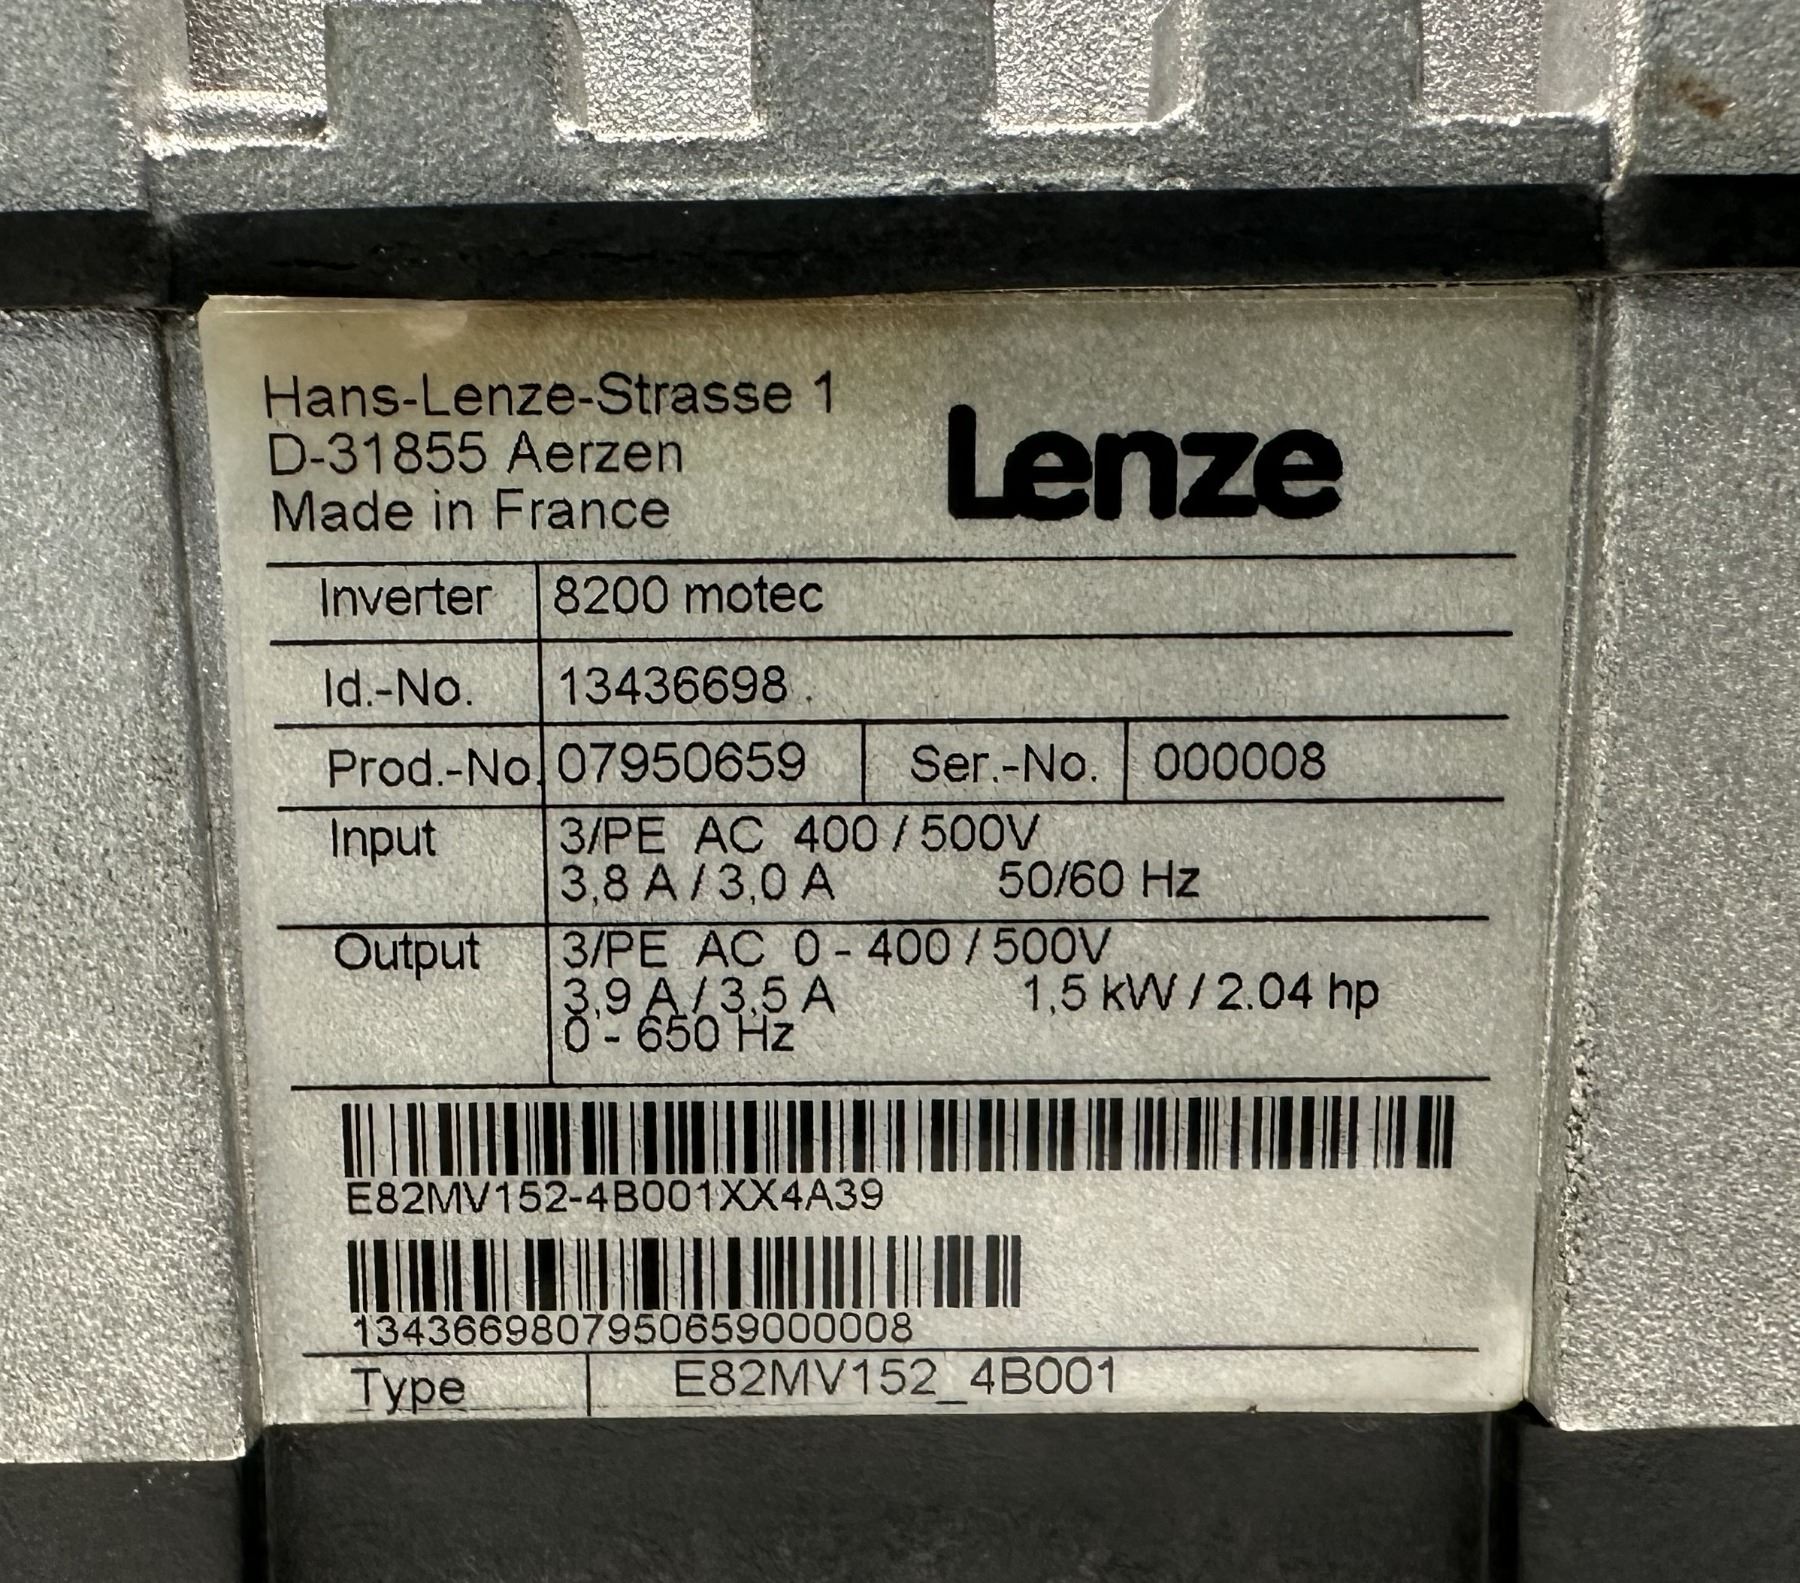 Hans-Lenze-Strasse 1
D-31855 Aerzen
Made in France
Lenze
Inverter 8200 motec
Id.-No. 13436698
Prod.-No. 07950659 Ser.-No. 000008
Input 3/PE AC 400 / 500V
3,8 A / 3,0 A 50/60 Hz
Output 3/PE AC 0 - 400 / 500V
3,9 A / 3,5 A 1,5 kW / 2.04 hp
0 - 650 Hz
E82MV152-4B001XX4A39
1343669807950659000008
Type E82MV152_4B001